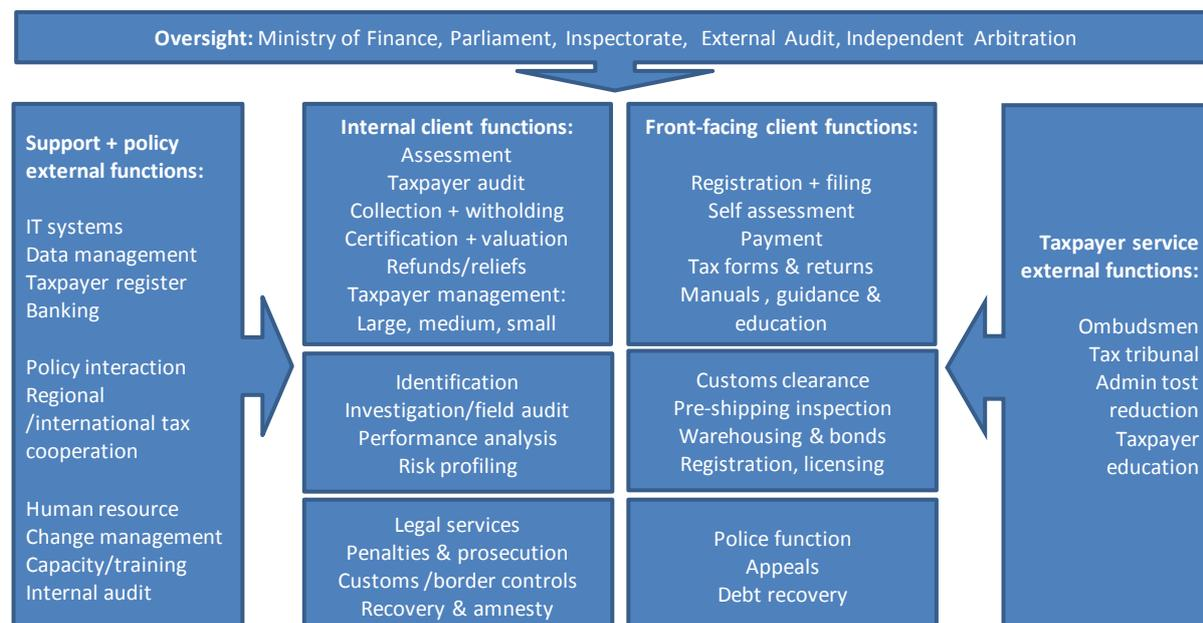 Oversight: Ministry of Finance, Parliament, Inspectorate, External Audit, Independent Arbitration
Support + policy
external functions:
IT systems
Data management
Taxpayer register
Banking
Policy interaction
Regional
/international tax
cooperation
Human resource
Change management
Capacity/training
Internal audit
Internal client functions:
Assessment
Taxpayer audit
Collection + witholding
Certification + valuation
Refunds/reliefs
Taxpayer management:
Large, medium, small
Identification
Investigation/field audit
Performance analysis
Risk profiling
Legal services
Penalties & prosecution
Customs /border controls
Recovery & amnesty
Front-facing client functions:
Registration + filing
Self assessment
Payment
Tax forms & returns
Manuals , guidance &
education
Customs clearance
Pre-shipping inspection
Warehousing & bonds
Registration, licensing
Police function
Appeals
Debt recovery
Taxpayer service
external functions:
Ombudsmen
Tax tribunal
Admin tost
reduction
Taxpayer
education